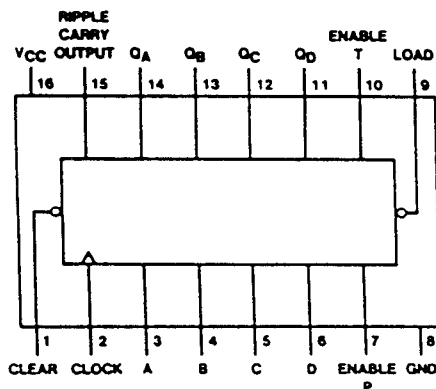 RIPPLE
CARRY
VCC OUTPUT QA QB QC QD ENABLE T LOAD
16 15 14 13 12 11 10 9
1 2 3 4 5 6 7 8
CLEAR CLOCK A B C D ENABLE P GND